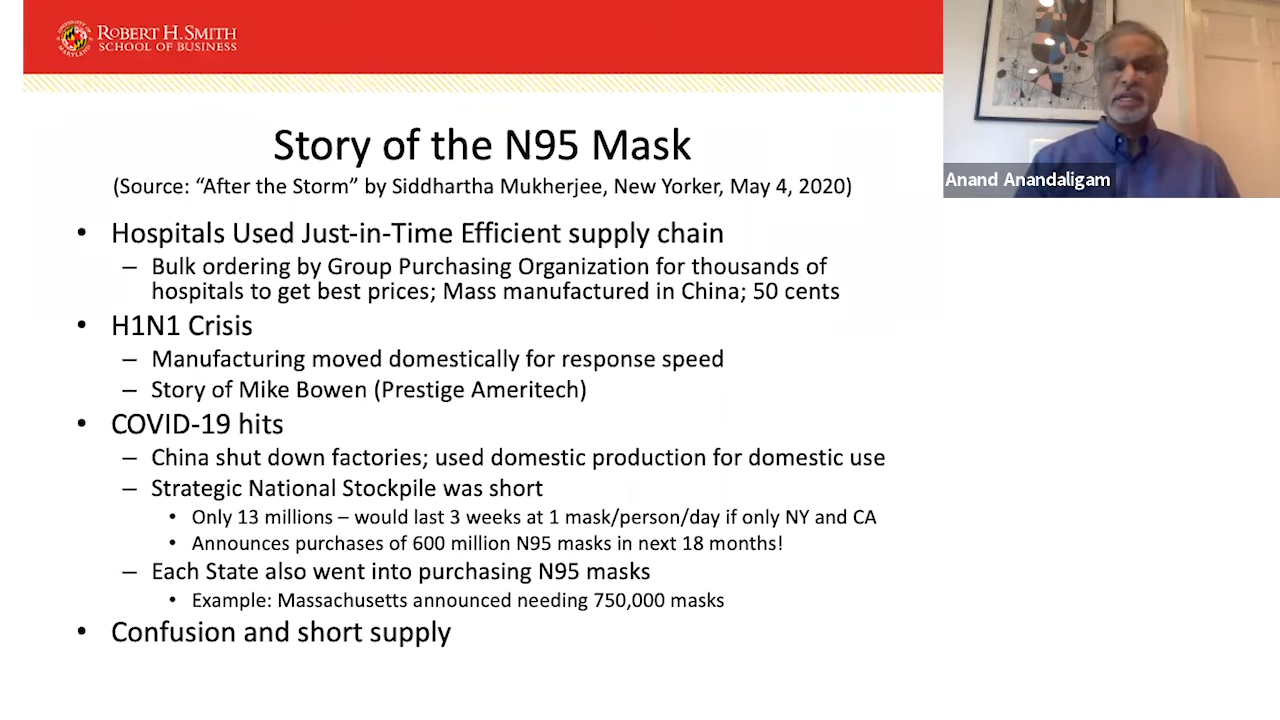 UNIVERSITY OF MARYLAND
ROBERT H. SMITH
SCHOOL OF BUSINESS
Anand Anandaligam
Story of the N95 Mask
(Source: “After the Storm” by Siddhartha Mukherjee, New Yorker, May 4, 2020)
• Hospitals Used Just-in-Time Efficient supply chain
– Bulk ordering by Group Purchasing Organization for thousands of
hospitals to get best prices; Mass manufactured in China; 50 cents
• H1N1 Crisis
– Manufacturing moved domestically for response speed
– Story of Mike Bowen (Prestige Ameritech)
• COVID-19 hits
– China shut down factories; used domestic production for domestic use
– Strategic National Stockpile was short
• Only 13 millions – would last 3 weeks at 1 mask/person/day if only NY and CA
• Announces purchases of 600 million N95 masks in next 18 months!
– Each State also went into purchasing N95 masks
• Example: Massachusetts announced needing 750,000 masks
• Confusion and short supply